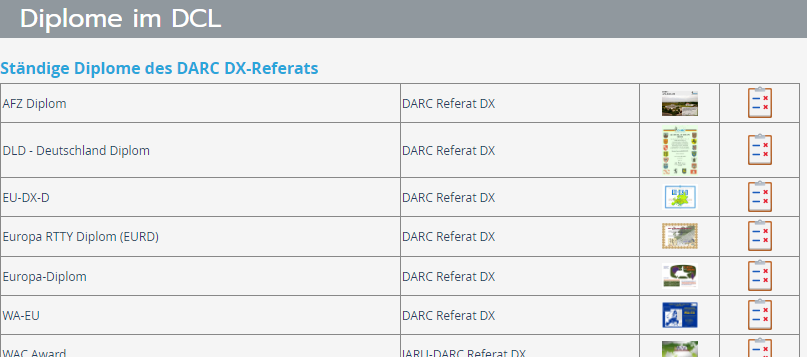 Diplome im DCL
Ständige Diplome des DARC DX-Referats
AFZ Diplom DARC Referat DX
DLD - Deutschland Diplom DARC Referat DX
EU-DX-D DARC Referat DX
Europa RTTY Diplom (EURD) DARC Referat DX
Europa-Diplom DARC Referat DX
WA-EU DARC Referat DX
WAC Award IARU-DARC Referat DX